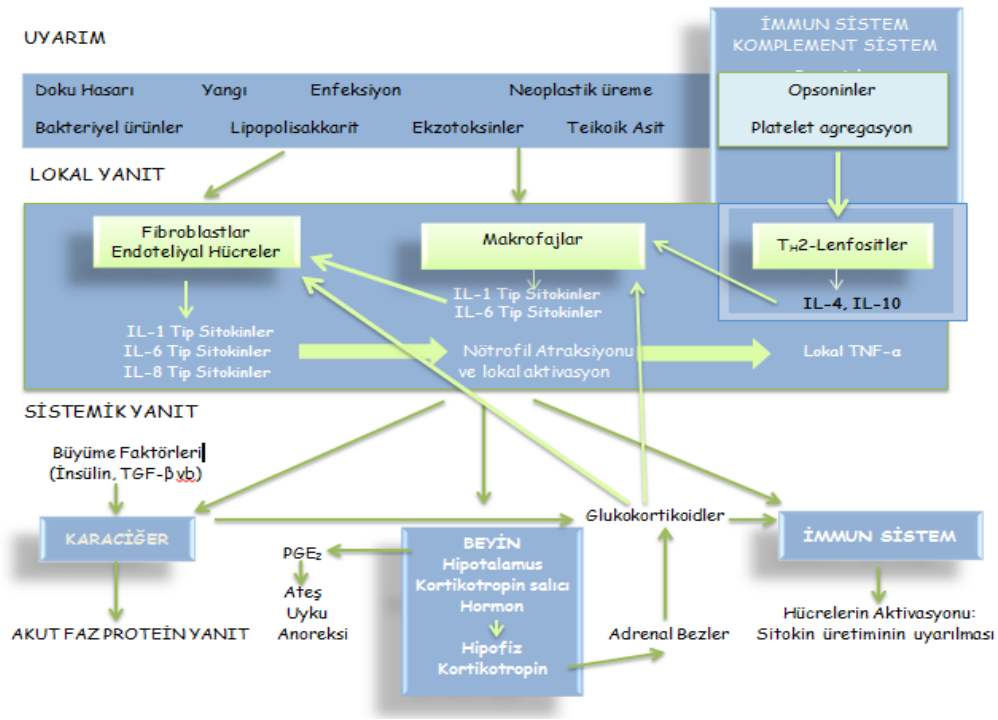 UYARIM
İMMUN SİSTEM
KOMPLEMENT SİSTEM
Doku Hasarı Yangı Enfeksiyon Neoplastik üreme
Bakteriyel ürünler Lipopolisakkarit Ekzotoksinler Teikoik Asit
Opsoninler
Platelet agregasyon
LOKAL YANIT
Fibroblastlar
Endoteliyal Hücreler
Makrofajlar
TH2-Lenfositler
IL-1 Tip Sitokinler
IL-6 Tip Sitokinler
IL-4, IL-10
IL-1 Tip Sitokinler
IL-6 Tip Sitokinler
IL-8 Tip Sitokinler
Nötrofil Atraksiyonu
ve lokal aktivasyon
Lokal TNF-α
SİSTEMİK YANIT
Büyüme Faktörleri
(İnsülin, TGF-β vb)
KARACİĞER
AKUT FAZ PROTEİN YANIT
PGE2
Ateş
Uyku
Anoreksi
BEYİN
Hipotalamus
Kortikotropin salıcı
Hormon
Hipofiz
Kortikotropin
Glukokortikoidler
Adrenal Bezler
İMMUN SİSTEM
Hücrelerin Aktivasyonu:
Sitokin üretiminin uyarılması